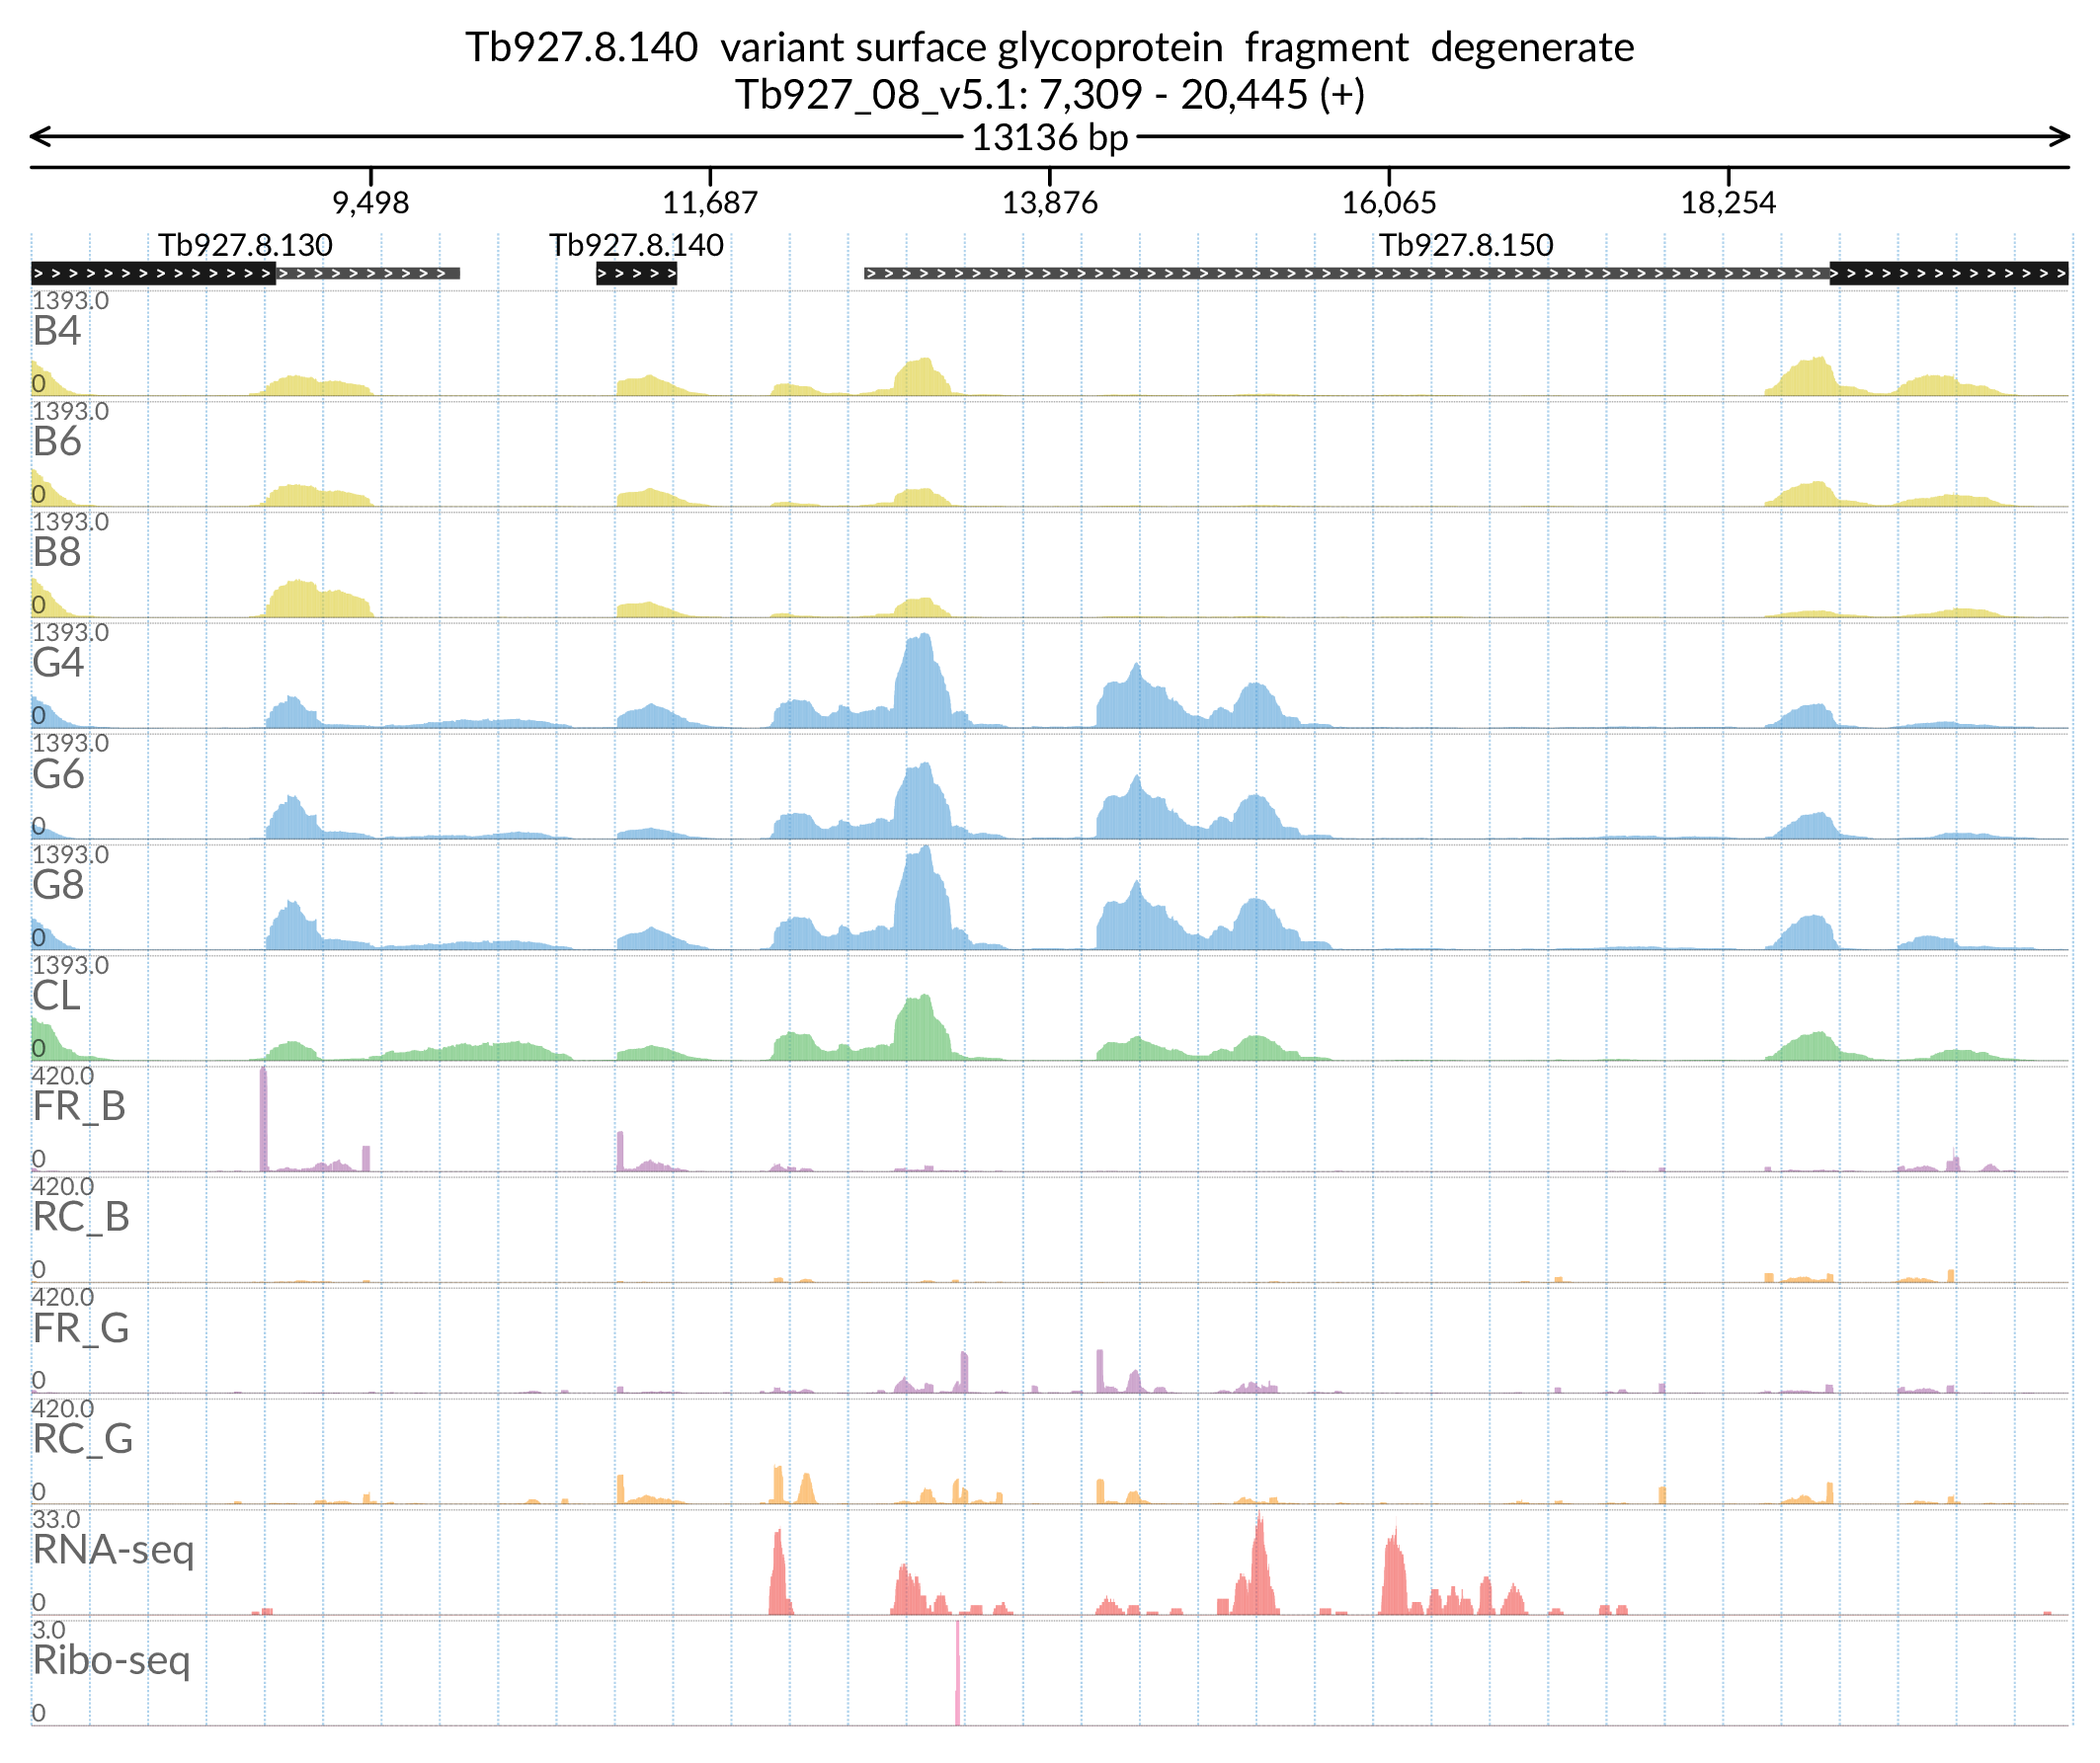 Tb927.8.140 variant surface glycoprotein fragment degenerate
Tb927_08_v5.1: 7,309 - 20,445 (+)
13136 bp
9,498 11,687 13,876 16,065 18,254
Tb927.8.130 Tb927.8.140 Tb927.8.150
1393.0
B4
0
1393.0
B6
0
1393.0
B8
0
1393.0
G4
0
1393.0
G6
0
1393.0
G8
0
1393.0
CL
0
420.0
FR_B
0
420.0
RC_B
0
420.0
FR_G
0
420.0
RC_G
0
33.0
RNA-seq
0
3.0
Ribo-seq
0